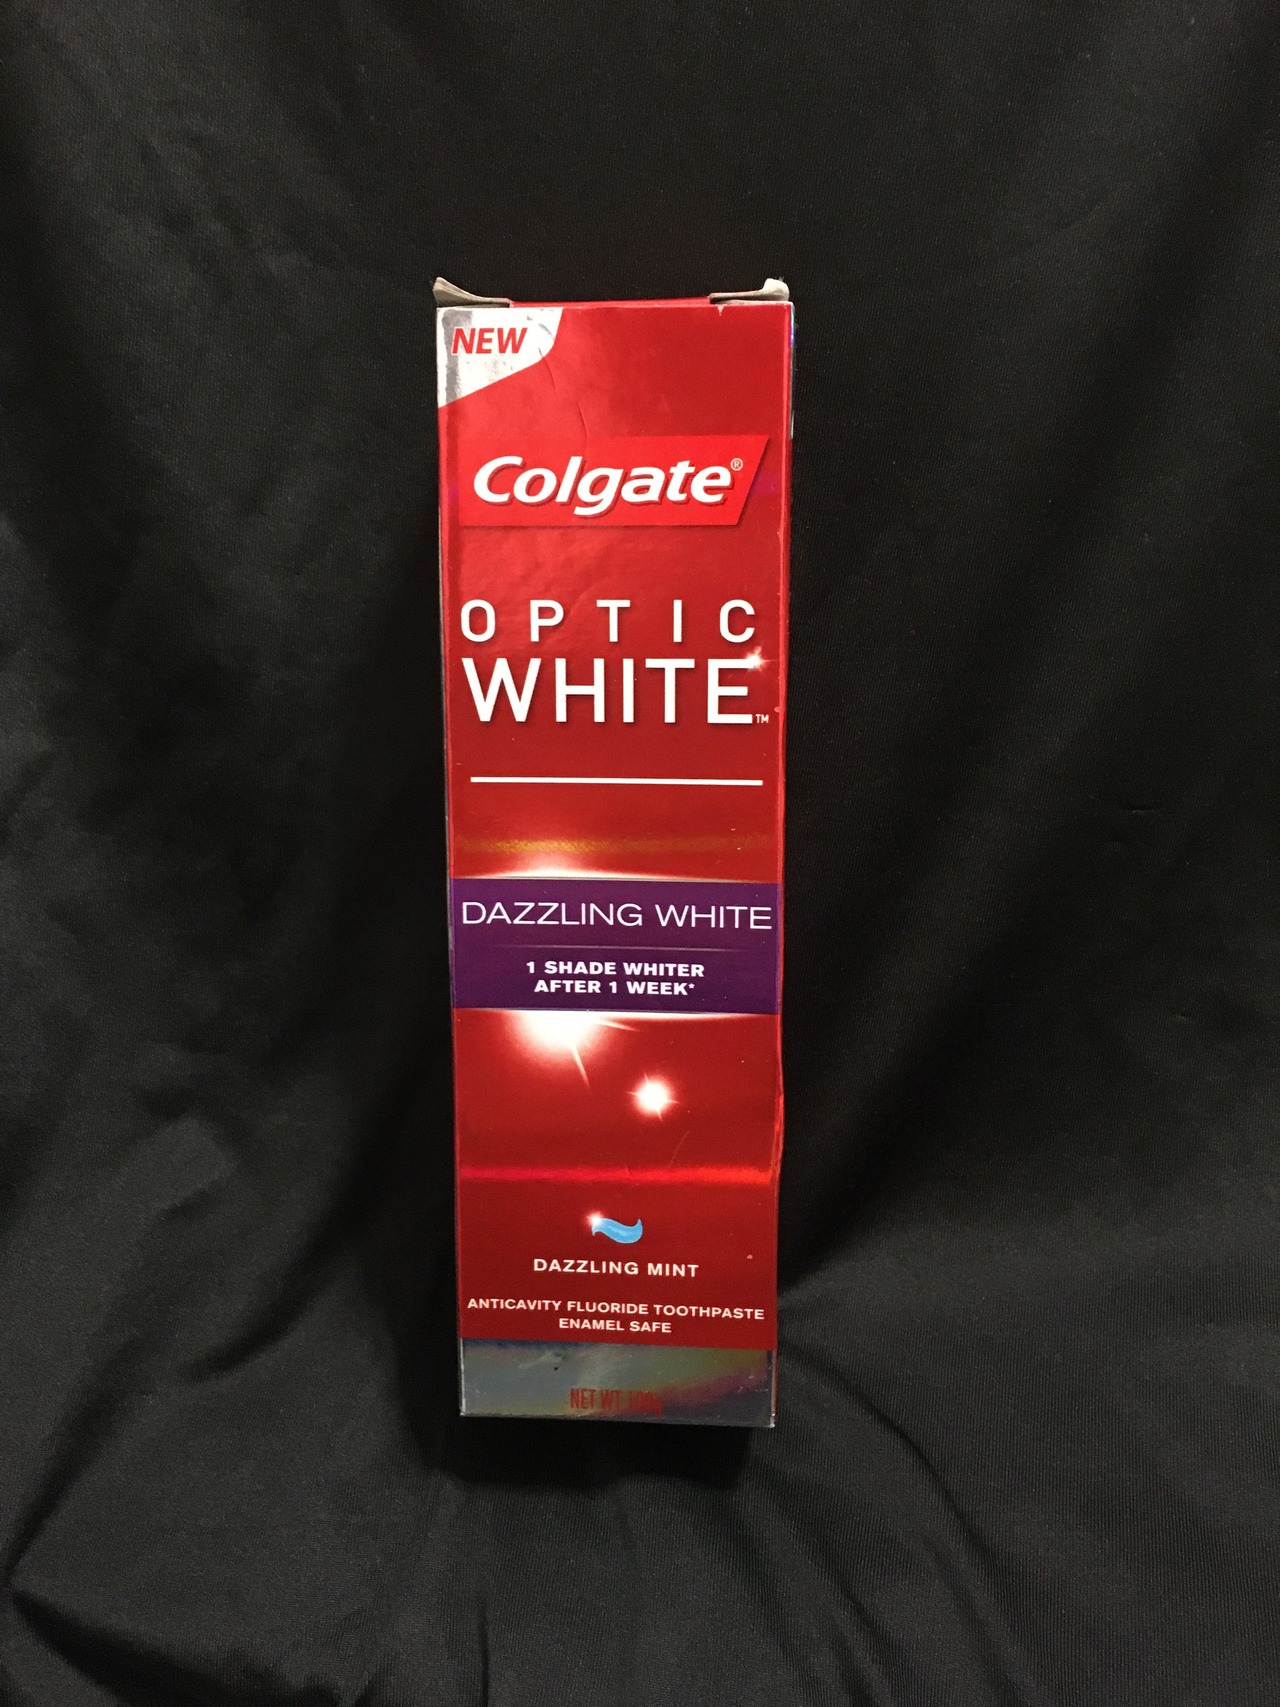 NEW
Colgate®
OPTIC
WHITE™
DAZZLING WHITE
1 SHADE WHITER
AFTER 1 WEEK*
DAZZLING MINT
ANTICAVITY FLUORIDE TOOTHPASTE
ENAMEL SAFE
NET WT 100g